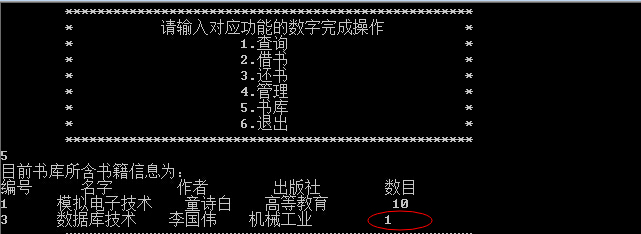 ***************************************************
* 请输入对应功能的数字完成操作 *
* 1.查询 *
* 2.借书 *
* 3.还书 *
* 4.管理 *
* 5.书库 *
* 6.退出 *
***************************************************
5
目前书库所含书籍信息为:
编号 名字 作者 出版社 数目
1 模拟电子技术 童诗白 高等教育 10
3 数据库技术 李国伟 机械工业 1